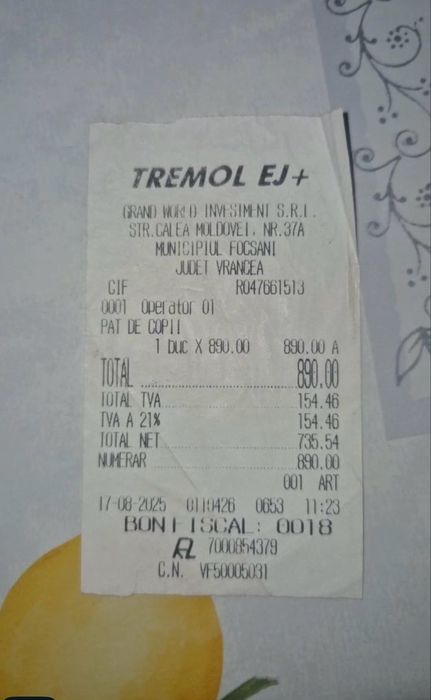 TREMOL EJ+
GRAND WORLD INVESTMENT S.R.L.
STR.CALEA MOLDOVEI, NR.37A
MUNICIPIUL FOCSANI
JUDET VRANCEA
CIF RO47661513
0001 Operator 01
PAT DE COPII
1 buc X 890.00 890.00 A
TOTAL 890.00
TOTAL TVA 154.46
TVA A 21% 154.46
TOTAL NET 735.54
NUMERAR 890.00
001 ART
17-08-2025 0119426 0653 11:23
BON FISCAL: 0018
7000854379
C.N. VF50005031